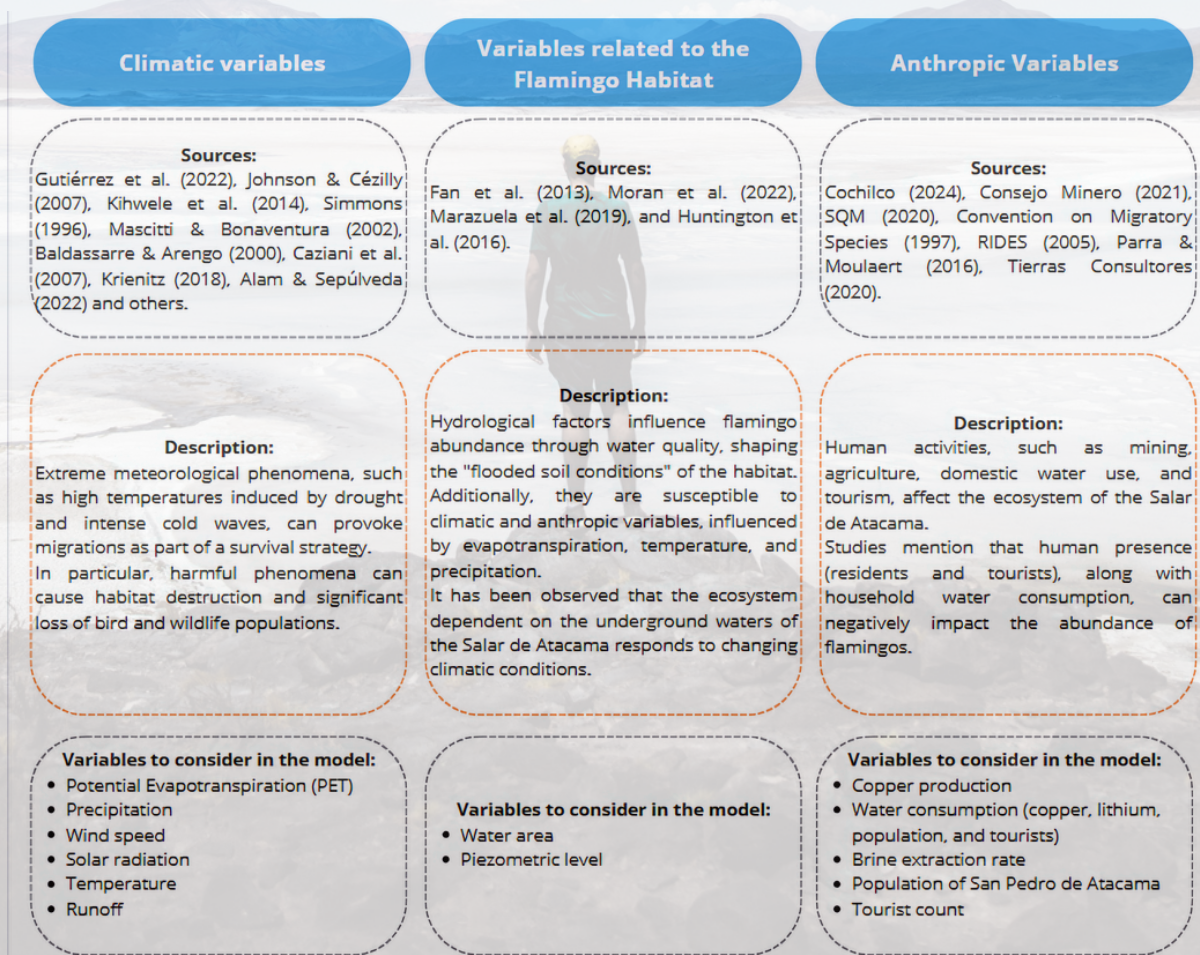 Climatic variables
Sources:
Gutiérrez et al. (2022), Johnson & Cézilly
(2007), Kihwele et al. (2014), Simmons
(1996), Mascitti & Bonaventura (2002),
Baldassarre & Arengo (2000), Caziani et al.
(2007), Krienitz (2018), Alam & Sepúlveda
(2022) and others.
Description:
Extreme meteorological phenomena, such
as high temperatures induced by drought
and intense cold waves, can provoke
migrations as part of a survival strategy.
In particular, harmful phenomena can
cause habitat destruction and significant
loss of bird and wildlife populations.
Variables to consider in the model:
• Potential Evapotranspiration (PET)
• Precipitation
• Wind speed
• Solar radiation
• Temperature
• Runoff
Variables related to the
Flamingo Habitat
Sources:
Fan et al. (2013), Moran et al. (2022),
Marazuela et al. (2019), and Huntington et
al. (2016).
Description:
Hydrological factors influence flamingo
abundance through water quality, shaping
the "flooded soil conditions" of the habitat.
Additionally, they are susceptible to
climatic and anthropic variables, influenced
by evapotranspiration, temperature, and
precipitation.
It has been observed that the ecosystem
dependent on the underground waters of
the Salar de Atacama responds to changing
climatic conditions.
Variables to consider in the model:
• Water area
• Piezometric level
Anthropic Variables
Sources:
Cochilco (2024), Consejo Minero (2021),
SQM (2020), Convention on Migratory
Species (1997), RIDES (2005), Parra &
Moulaert (2016), Tierras Consultores
(2020).
Description:
Human activities, such as mining,
agriculture, domestic water use, and
tourism, affect the ecosystem of the Salar
de Atacama.
Studies mention that human presence
(residents and tourists), along with
household water consumption, can
negatively impact the abundance of
flamingos.
Variables to consider in the model:
• Copper production
• Water consumption (copper, lithium,
population, and tourists)
• Brine extraction rate
• Population of San Pedro de Atacama
• Tourist count